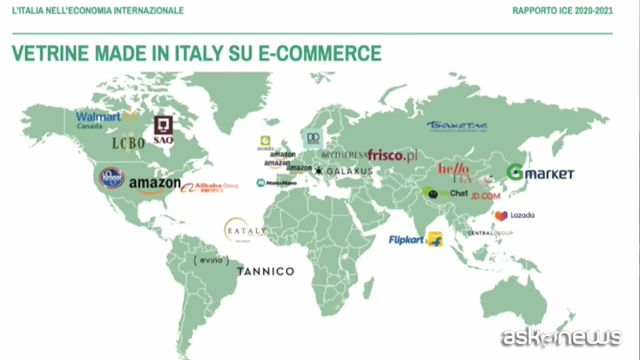 L'ITALIA NELL'ECONOMIA INTERNAZIONALE
RAPPORTO ICE 2020-2021
VETRINE MADE IN ITALY SU E-COMMERCE
Walmart
Canada
LCBO
SAQ
Kroger
amazon
Alibaba Group
ocado
amazon
amazon
amazon
ManoMano
MYTHERESA
frisco.pl
GALAXUS
hello
Gmarket
WeChat
JD.COM
Lazada
CENTRALGROUP
Flipkart
EATALY
{ evino }
TANNICO
askanews